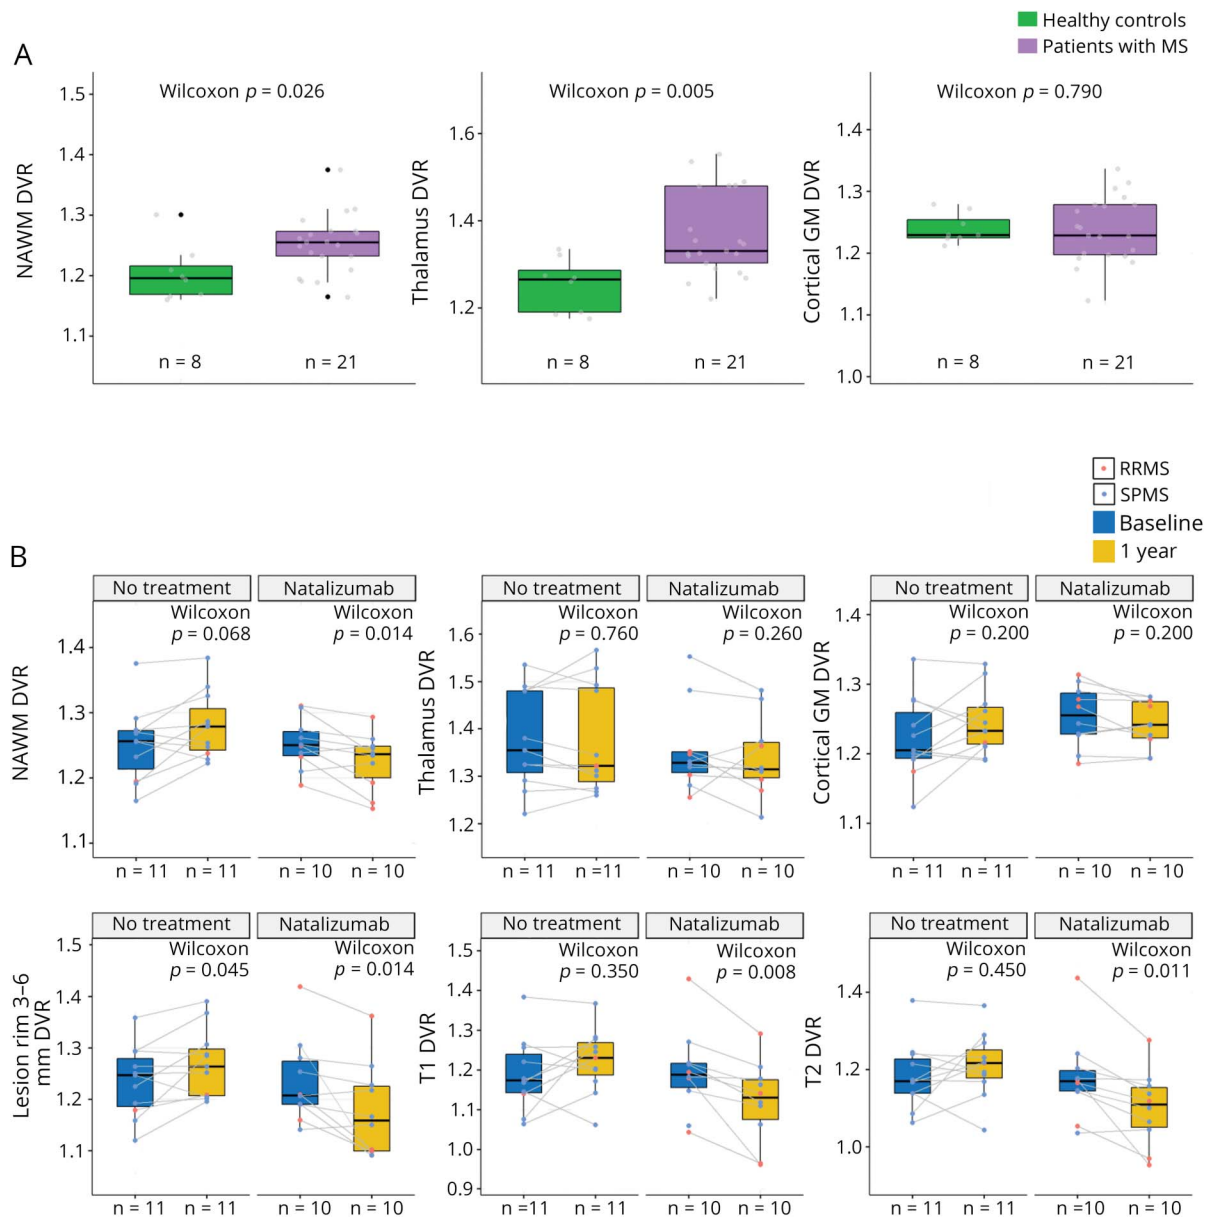 Healthy controls
Patients with MS
A
Wilcoxon p = 0.026
NAWM DVR
1.5
1.4
1.3
1.2
1.1
n = 8
n = 21
Wilcoxon p = 0.005
Thalamus DVR
1.6
1.4
1.2
n = 8
n = 21
Wilcoxon p = 0.790
Cortical GM DVR
1.4
1.3
1.2
1.1
1.0
n = 8
n = 21
RRMS
SPMS
Baseline
1 year
B
No treatment
Natalizumab
Wilcoxon
p = 0.068
Wilcoxon
p = 0.014
NAWM DVR
1.4
1.3
1.2
1.1
n = 11
n = 11
n = 10
n = 10
No treatment
Natalizumab
Wilcoxon
p = 0.760
Wilcoxon
p = 0.260
Thalamus DVR
1.6
1.5
1.4
1.3
1.2
n = 11
n =11
n = 10
n = 10
No treatment
Natalizumab
Wilcoxon
p = 0.200
Wilcoxon
p = 0.200
Cortical GM DVR
1.4
1.3
1.2
1.1
n = 11
n = 11
n = 10
n = 10
No treatment
Natalizumab
Wilcoxon
p = 0.045
Wilcoxon
p = 0.014
Lesion rim 3–6
mm DVR
1.5
1.4
1.3
1.2
1.1
n = 11
n = 11
n = 10
n = 10
No treatment
Natalizumab
Wilcoxon
p = 0.350
Wilcoxon
p = 0.008
T1 DVR
1.5
1.4
1.3
1.2
1.1
1.0
0.9
n =11
n = 11
n = 10
n = 10
No treatment
Natalizumab
Wilcoxon
p = 0.450
Wilcoxon
p = 0.011
T2 DVR
1.4
1.2
1.0
n = 11
n = 11
n = 10
n = 10